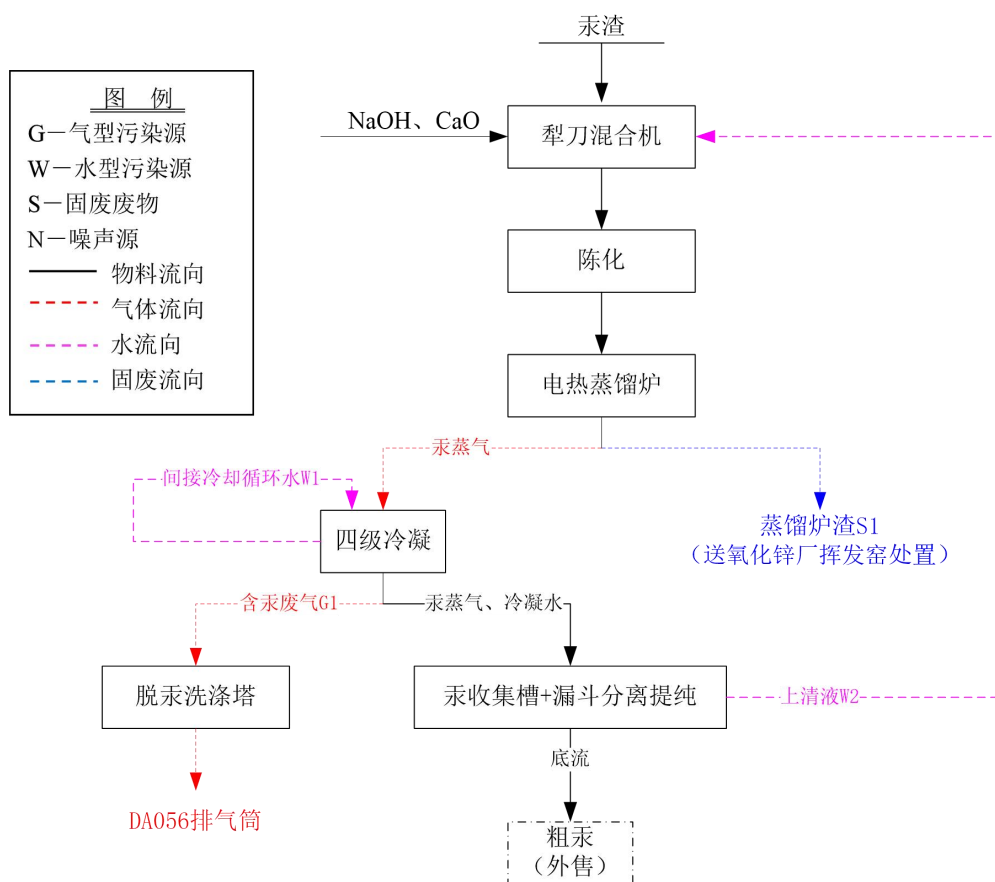 汞渣
图 例
G—气型污染源
W—水型污染源
S—固废废物
N—噪声源
物料流向
气体流向
水流向
固废流向
NaOH、CaO
犁刀混合机
陈化
电热蒸馏炉
汞蒸气
间接冷却循环水W1
四级冷凝
蒸馏炉渣S1
（送氧化锌厂挥发窑处置）
含汞废气G1
汞蒸气、冷凝水
脱汞洗涤塔
汞收集槽+漏斗分离提纯
上清液W2
底流
DA056排气筒
粗汞
（外售）